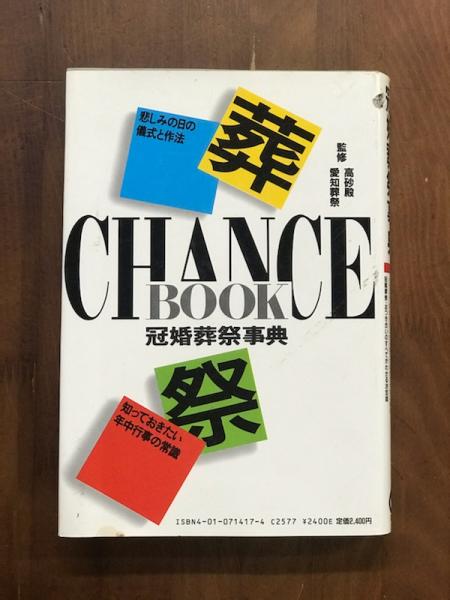 悲しみの日の
儀式と作法
葬
監修 高砂殿
愛知葬祭
CHANCE
BOOK
冠婚葬祭事典
祭
知っておきたい
年中行事の常識
ISBN4-01-071417-4 C2577 ¥2400E 定価2,400円